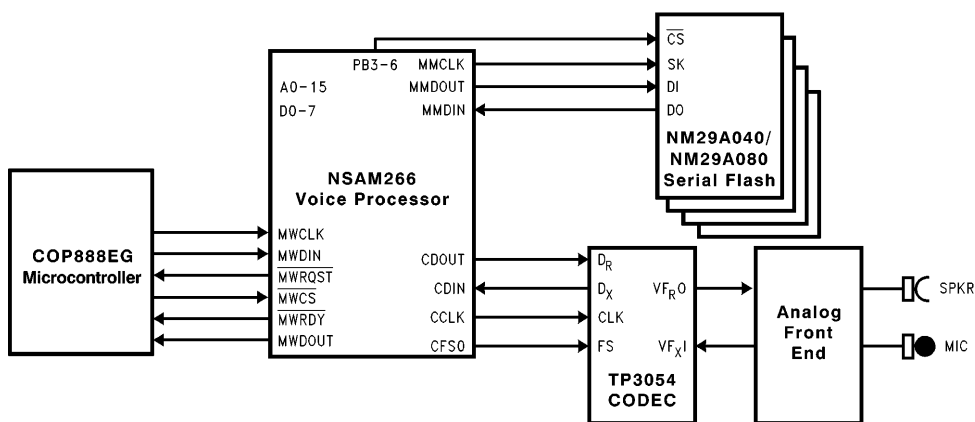 PB3-6
MMCLK
MMDOUT
MMDIN
A0-15
D0-7
NSAM266
Voice Processor
MWCLK
MWDIN
MWRQST
MWCS
MWRDY
MWDOUT
CDOUT
CDIN
CCLK
CFS0
CS
SK
DI
DO
NM29A040/
NM29A080
Serial Flash
COP888EG
Microcontroller
DR
DX
CLK
FS
VFRO
VFXI
TP3054
CODEC
Analog
Front
End
SPKR
MIC